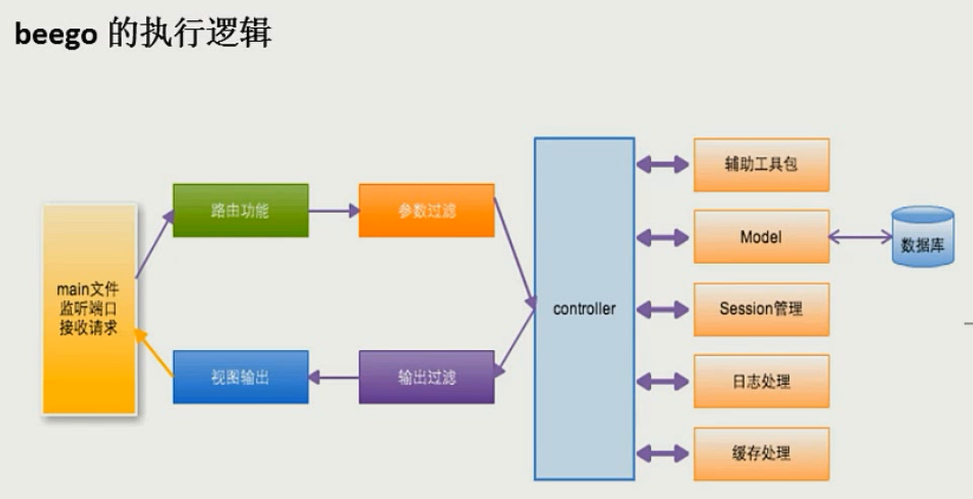 beego 的执行逻辑
main文件
监听端口
接收请求
路由功能
参数过滤
视图输出
输出过滤
controller
辅助工具包
Model
数据库
Session管理
日志处理
缓存处理